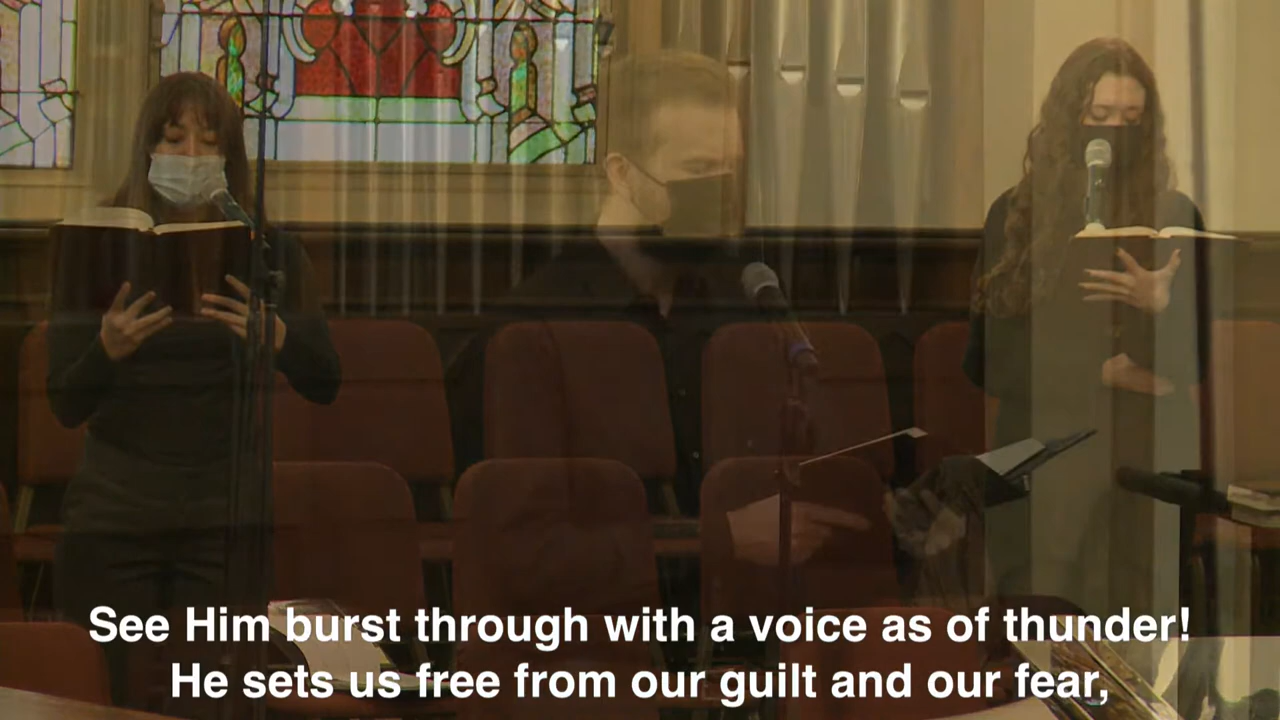 See Him burst through with a voice as of thunder!
He sets us free from our guilt and our fear,